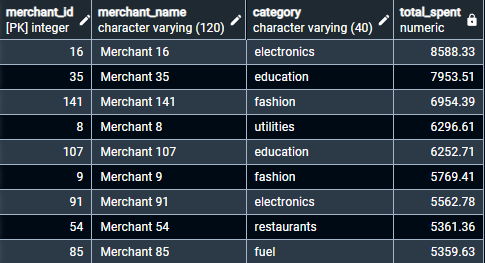 merchant_id merchant_name category total_spent
[PK] integer character varying (120) character varying (40) numeric
16 Merchant 16 electronics 8588.33
35 Merchant 35 education 7953.51
141 Merchant 141 fashion 6954.39
8 Merchant 8 utilities 6296.61
107 Merchant 107 education 6252.71
9 Merchant 9 fashion 5769.41
91 Merchant 91 electronics 5562.78
54 Merchant 54 restaurants 5361.36
85 Merchant 85 fuel 5359.63